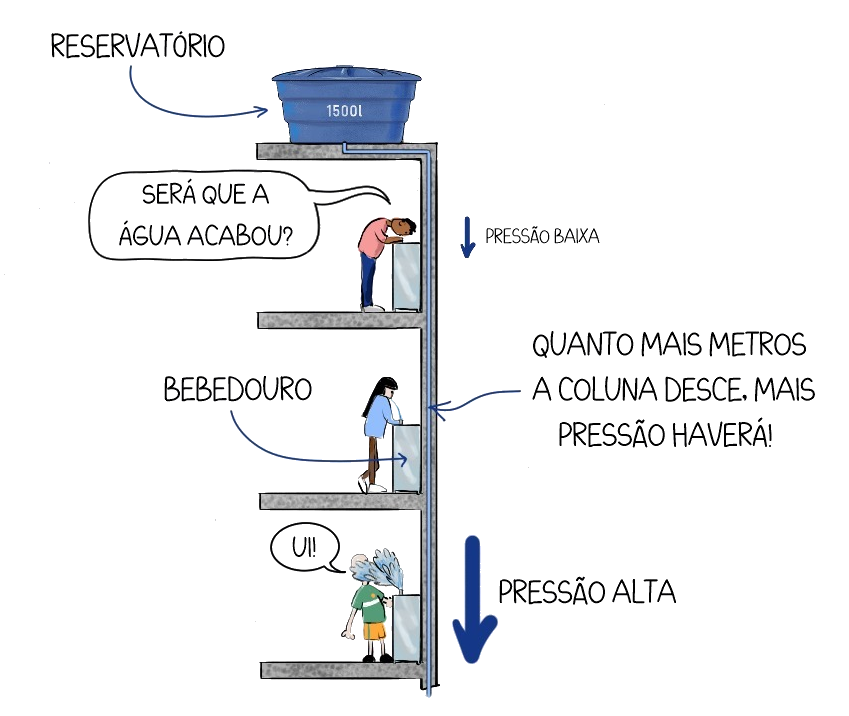 RESERVATÓRIO
1500l
SERÁ QUE A
ÁGUA ACABOU?
PRESSÃO BAIXA
QUANTO MAIS METROS
A COLUNA DESCE, MAIS
PRESSÃO HAVERÁ!
BEBEDOURO
UI!
PRESSÃO ALTA